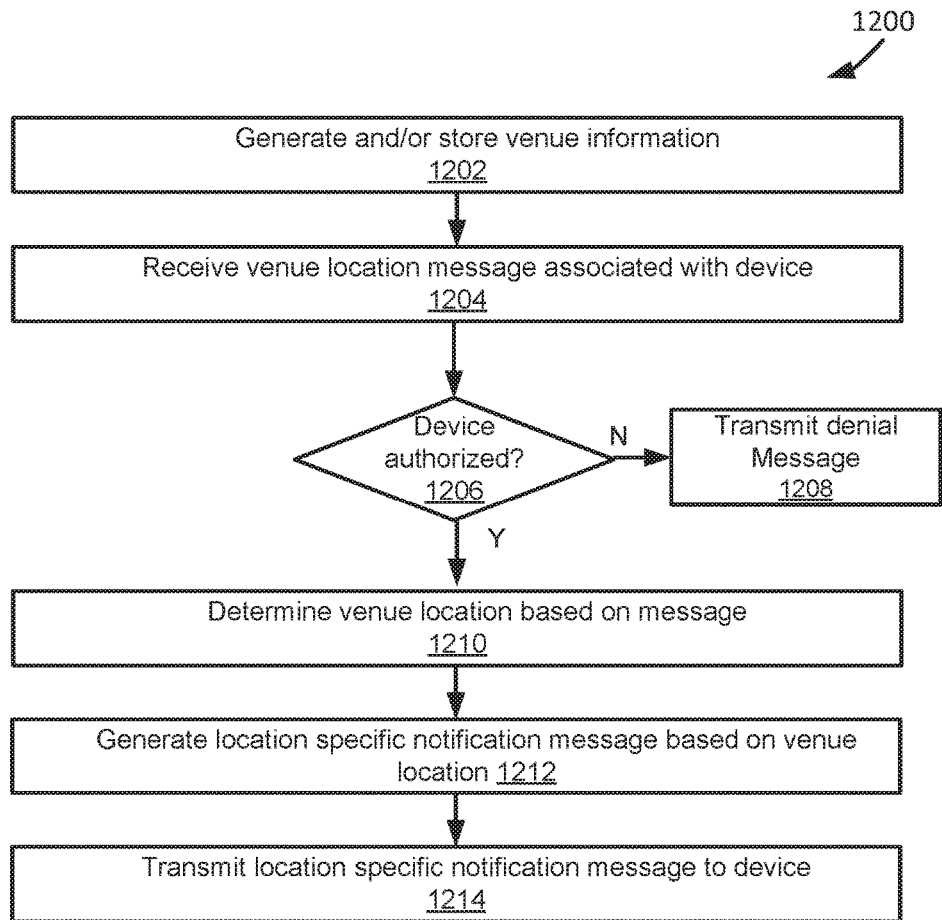 1200
Generate and/or store venue information
1202
Receive venue location message associated with device
1204
Device
authorized?
1206
N
Transmit denial
Message
1208
Y
Determine venue location based on message
1210
Generate location specific notification message based on venue
location 1212
Transmit location specific notification message to device
1214